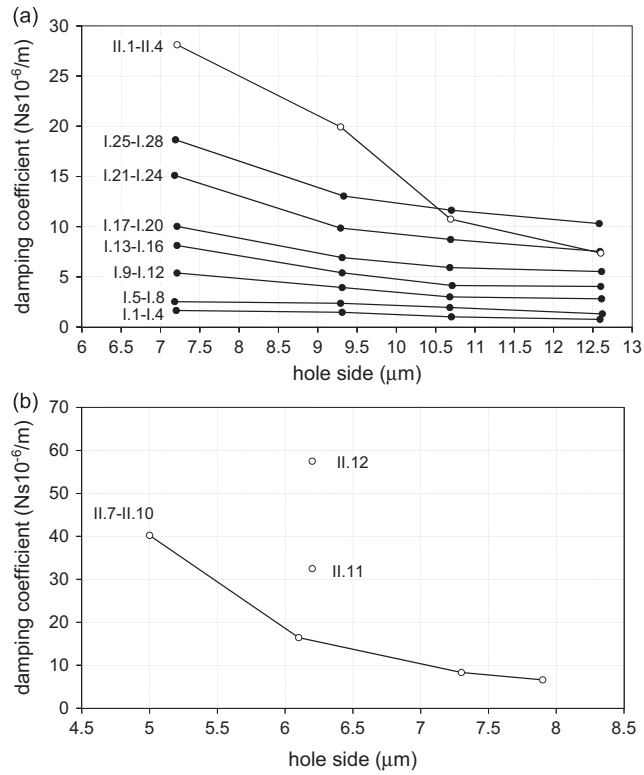 (a)
damping coefficient (Ns10⁻⁶/m)
30
25
20
15
10
5
0
II.1-II.4
I.25-I.28
I.21-I.24
I.17-I.20
I.13-I.16
I.9-I.12
I.5-I.8
I.1-I.4
6 6.5 7 7.5 8 8.5 9 9.5 10 10.5 11 11.5 12 12.5 13
hole side (μm)
(b)
damping coefficient (Ns10⁻⁶/m)
70
60
50
40
30
20
10
0
II.12
II.7-II.10
II.11
4.5 5 5.5 6 6.5 7 7.5 8 8.5
hole side (μm)